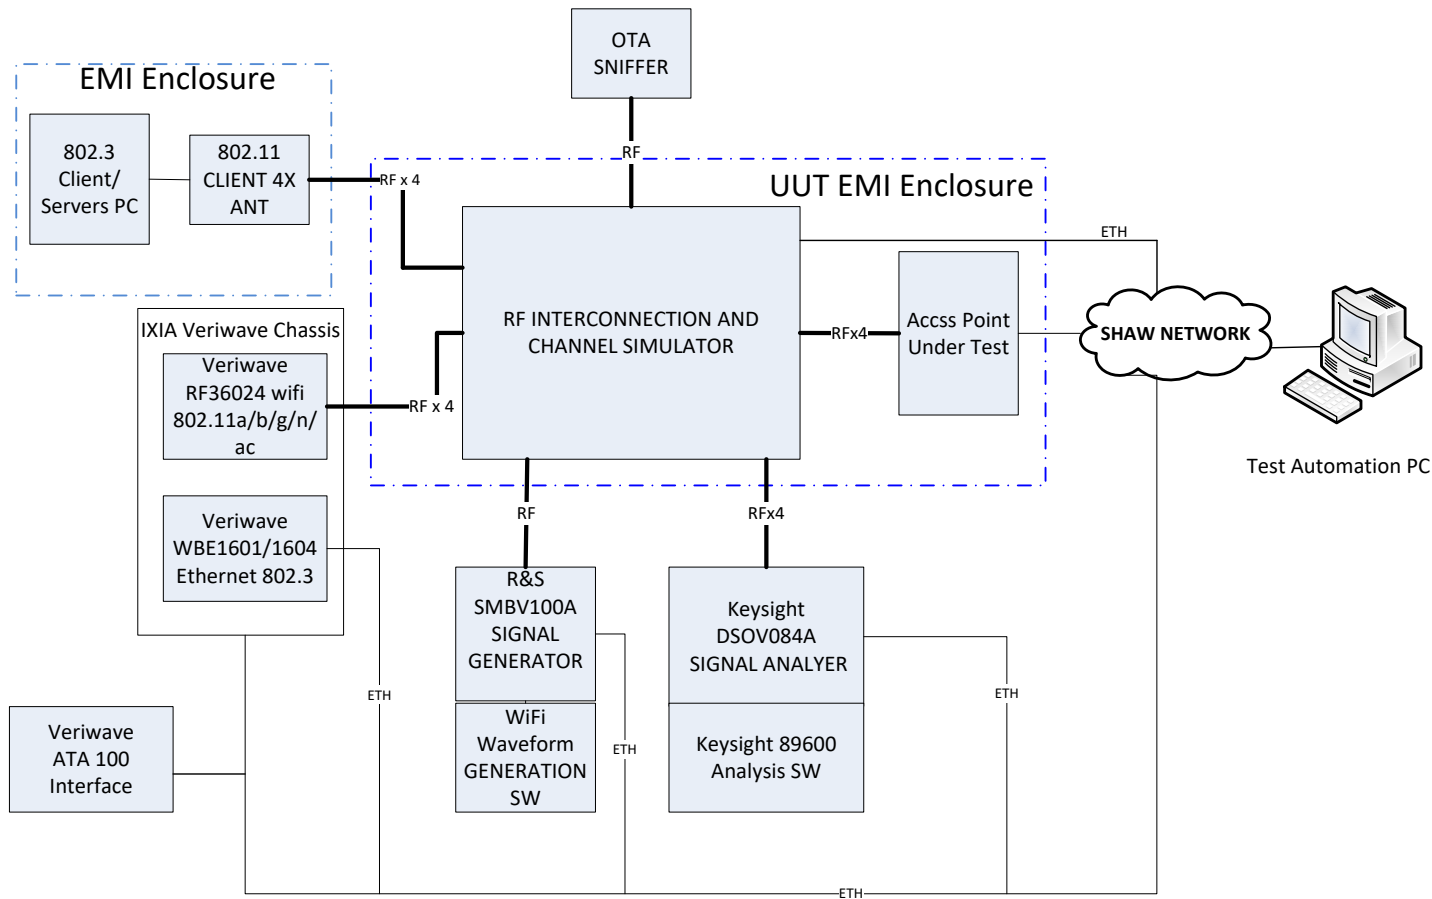 OTA
SNIFFER
EMI Enclosure
802.3
Client/
Servers PC
802.11
CLIENT 4X
ANT
RF
RF x 4
UUT EMI Enclosure
ETH
IXIA Veriwave Chassis
Veriwave
RF36024 wifi
802.11a/b/g/n/
ac
RF x 4
RF INTERCONNECTION AND
CHANNEL SIMULATOR
RFx4
Accss Point
Under Test
SHAW NETWORK
Test Automation PC
Veriwave
WBE1601/1604
Ethernet 802.3
RF
RFx4
R&S
SMBV100A
SIGNAL
GENERATOR
Keysight
DSOV084A
SIGNAL ANALYER
ETH
ETH
ETH
Veriwave
ATA 100
Interface
WiFi
Waveform
GENERATION
SW
Keysight 89600
Analysis SW
ETH